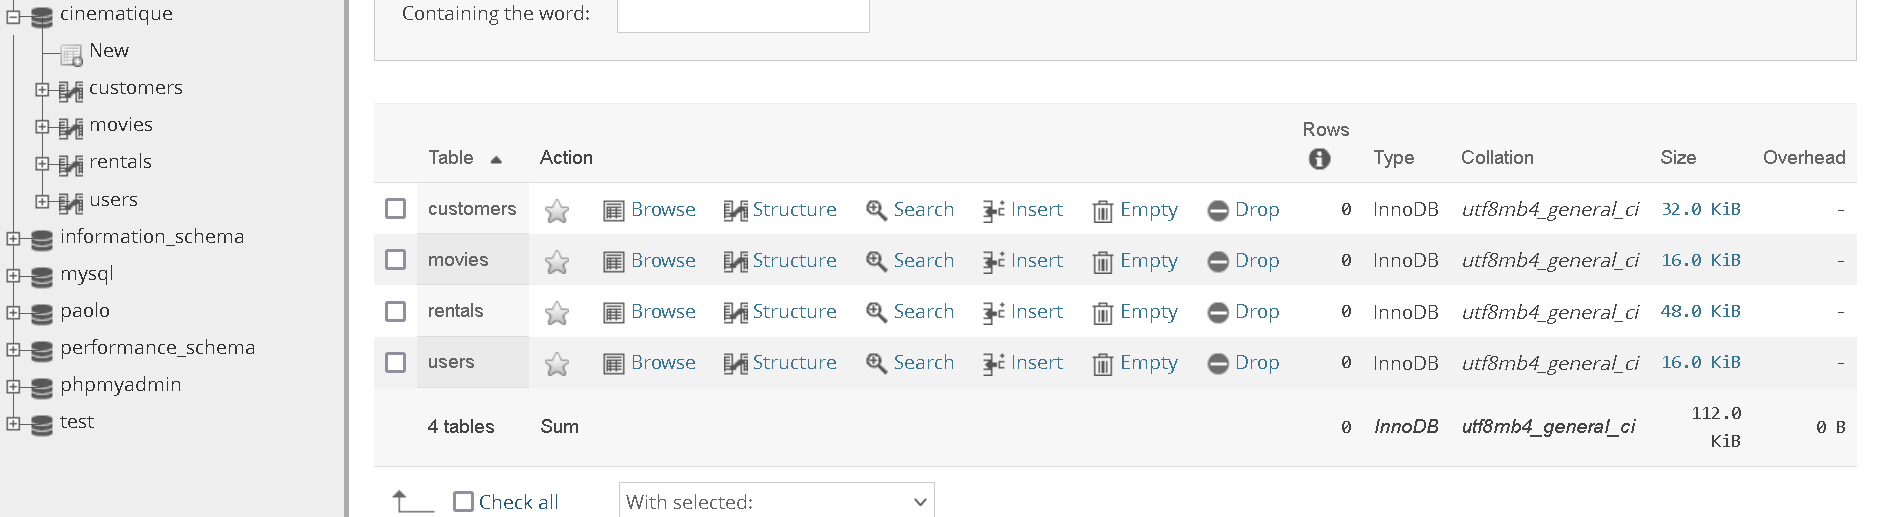 cinematique
New
customers
movies
rentals
users
information_schema
mysql
paolo
performance_schema
phpmyadmin
test
Containing the word:
Table Action Rows Type Collation Size Overhead
customers Browse Structure Search Insert Empty Drop 0 InnoDB utf8mb4_general_ci 32.0 KiB -
movies Browse Structure Search Insert Empty Drop 0 InnoDB utf8mb4_general_ci 16.0 KiB -
rentals Browse Structure Search Insert Empty Drop 0 InnoDB utf8mb4_general_ci 48.0 KiB -
users Browse Structure Search Insert Empty Drop 0 InnoDB utf8mb4_general_ci 16.0 KiB -
4 tables Sum 0 InnoDB utf8mb4_general_ci 112.0 KiB 0 B
Check all With selected: